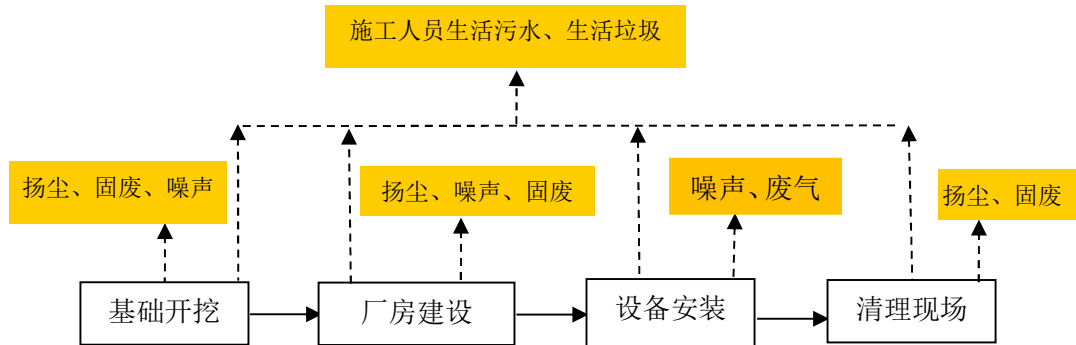 施工人员生活污水、生活垃圾
扬尘、固废、噪声
扬尘、噪声、固废
噪声、废气
扬尘、固废
基础开挖
厂房建设
设备安装
清理现场